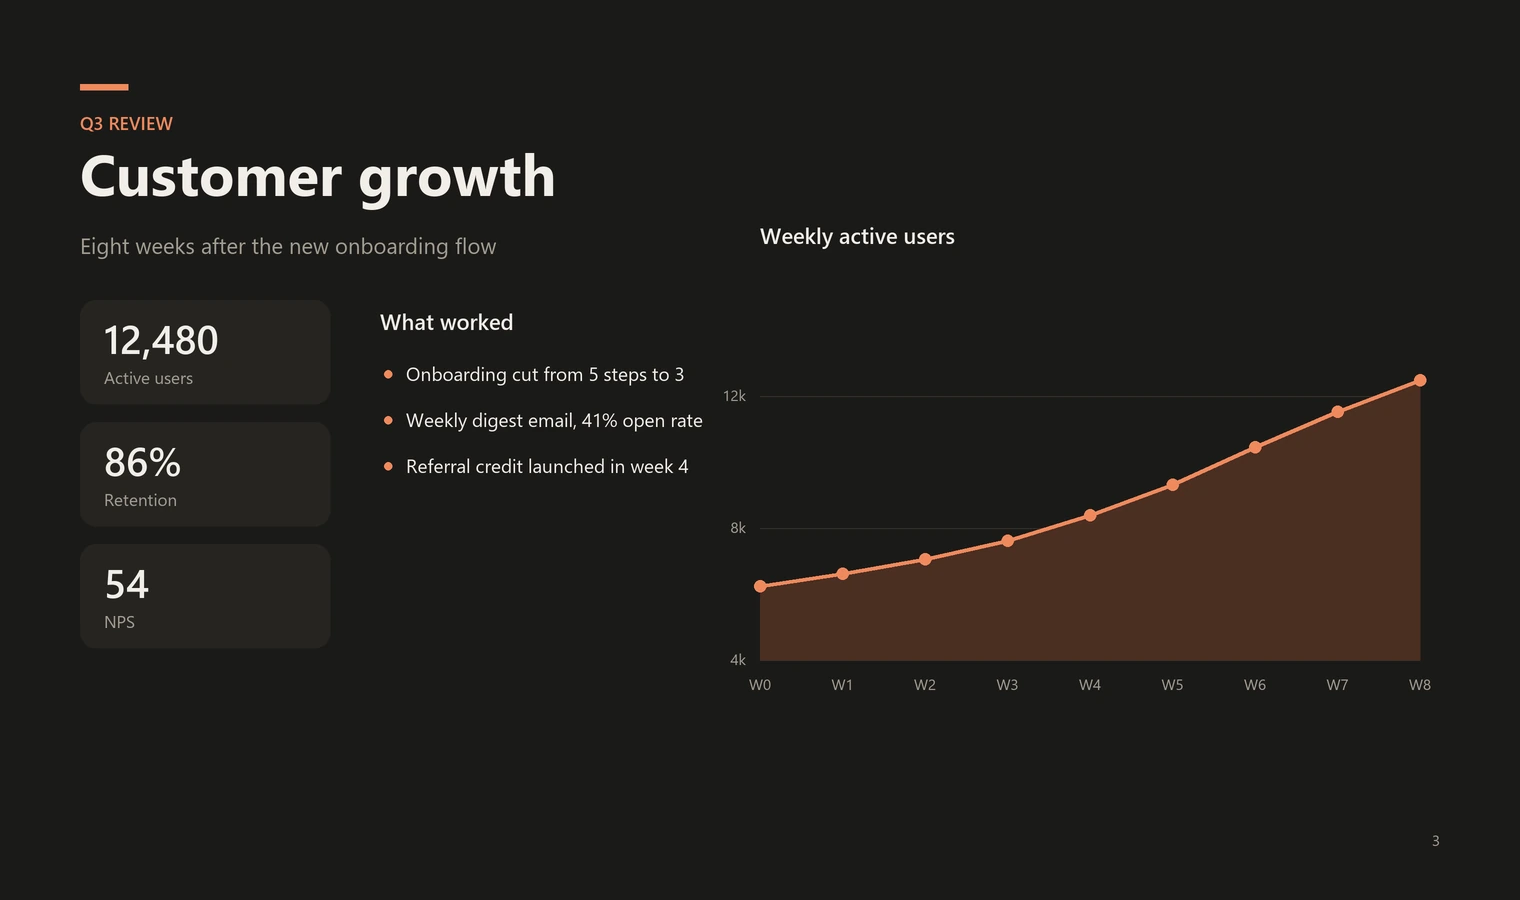 Q3 REVIEW
Customer growth
Eight weeks after the new onboarding flow
12,480
Active users
86%
Retention
54
NPS
What worked
Onboarding cut from 5 steps to 3
Weekly digest email, 41% open rate
Referral credit launched in week 4
Weekly active users
12k
8k
4k
W0 W1 W2 W3 W4 W5 W6 W7 W8
3